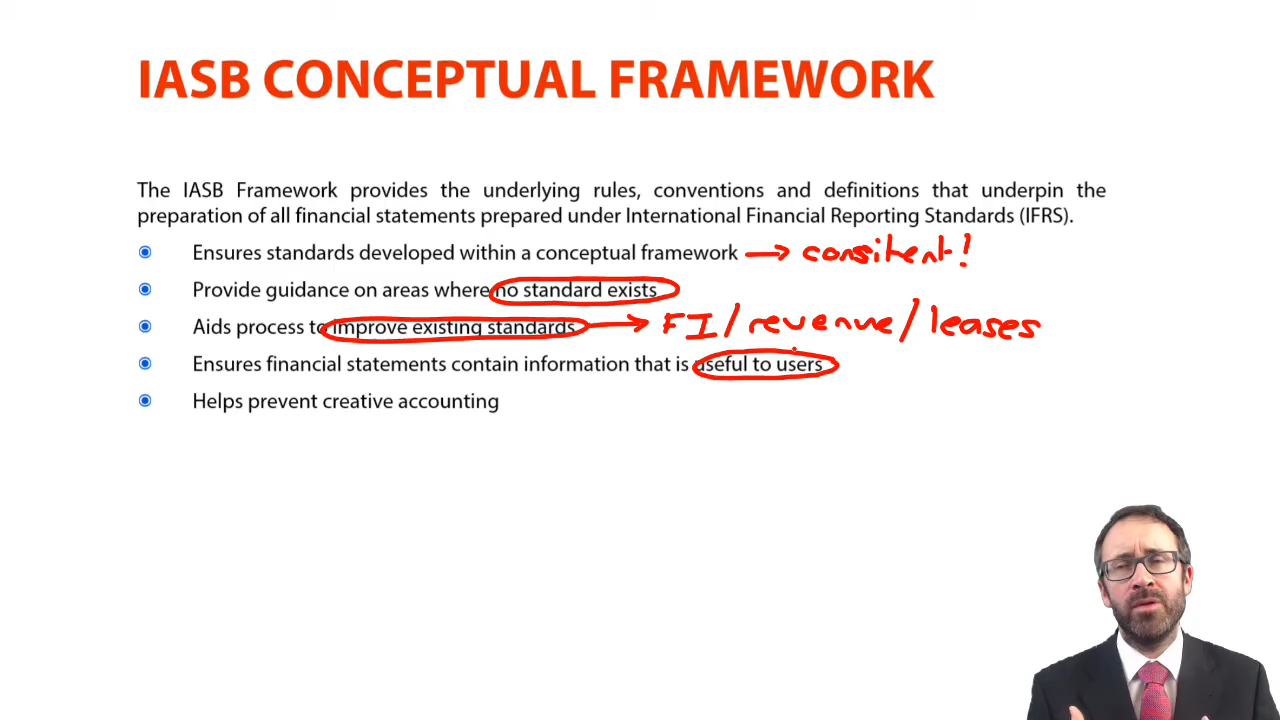 IASB CONCEPTUAL FRAMEWORK
The IASB Framework provides the underlying rules, conventions and definitions that underpin the
preparation of all financial statements prepared under International Financial Reporting Standards (IFRS).
Ensures standards developed within a conceptual framework → consitent!
Provide guidance on areas where no standard exists
Aids process to improve existing standards → FI/revenue/leases
Ensures financial statements contain information that is useful to users
Helps prevent creative accounting